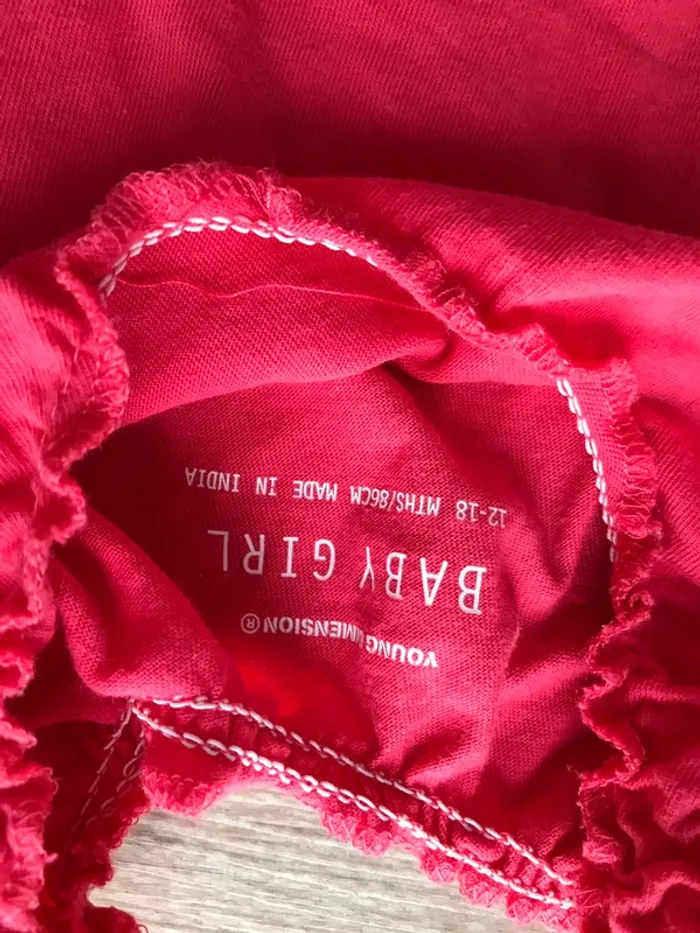 YOUNG DIMENSION®
BABY GIRL
12-18 MTHS/86CM MADE IN INDIA